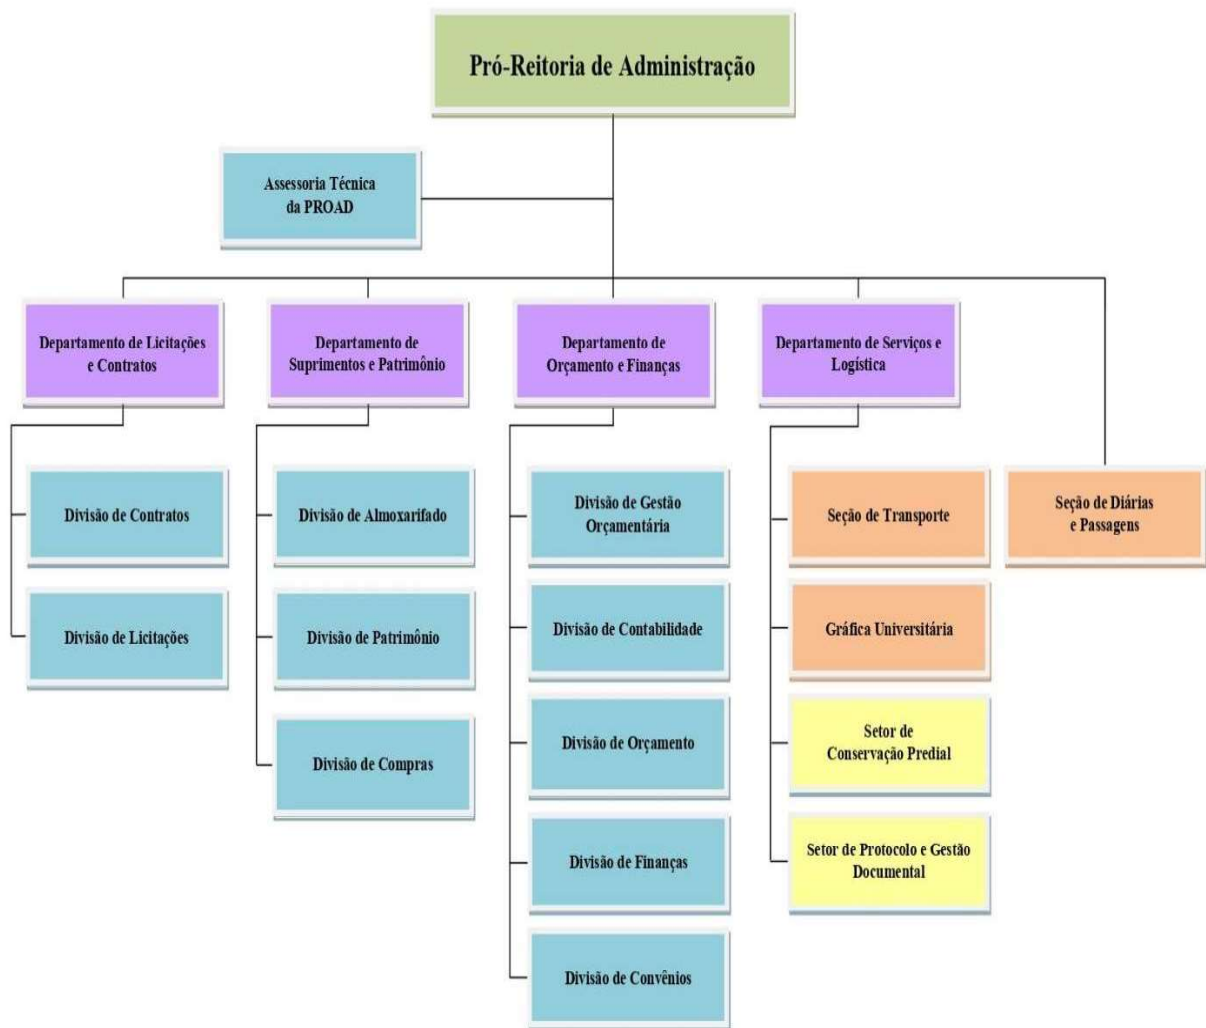 Pró-Reitoria de Administração
Assessoria Técnica
da PROAD
Departamento de Licitações
e Contratos
Departamento de
Suprimentos e Patrimônio
Departamento de
Orçamento e Finanças
Departamento de Serviços e
Logística
Divisão de Contratos
Divisão de Almoxarifado
Divisão de Gestão
Orçamentária
Seção de Transporte
Seção de Diárias
e Passagens
Divisão de Licitações
Divisão de Patrimônio
Divisão de Contabilidade
Gráfica Universitária
Divisão de Compras
Divisão de Orçamento
Setor de
Conservação Predial
Divisão de Finanças
Setor de Protocolo e Gestão
Documental
Divisão de Convênios